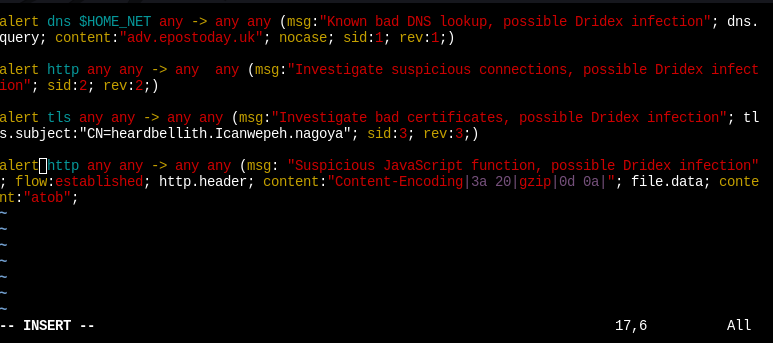 alert dns $HOME_NET any -> any any (msg:"Known bad DNS lookup, possible Dridex infection"; dns.
query; content:"adv.epostoday.uk"; nocase; sid:1; rev:1;)
alert http any any -> any  any (msg:"Investigate suspicious connections, possible Dridex infect
ion"; sid:2; rev:2;)
alert tls any any -> any any (msg:"Investigate bad certificates, possible Dridex infection"; tl
s.subject:"CN=heardbellith.Icanwepeh.nagoya"; sid:3; rev:3;)
alert http any any -> any any (msg: "Suspicious JavaScript function, possible Dridex infection"
; flow:established; http.header; content:"Content-Encoding|3a 20|gzip|0d 0a|"; file.data; conte
nt:"atob";
~
~
~
~
~
~
~
-- INSERT -- 17,6 All